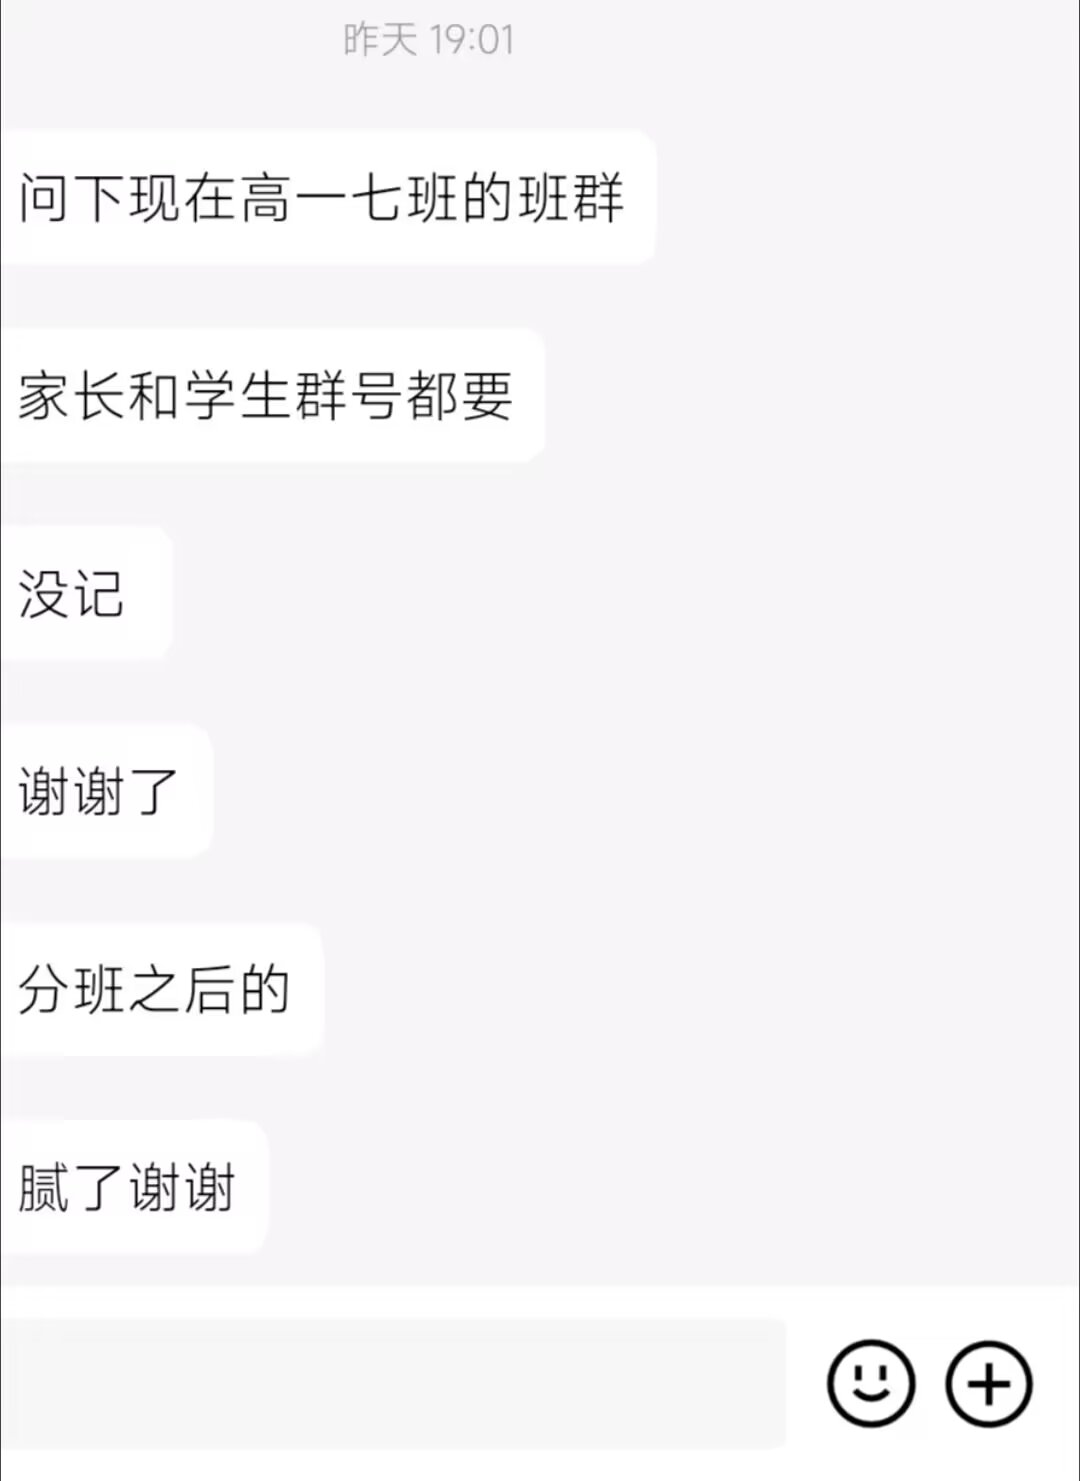 昨天 19:01
问下现在高一七班的班群
家长和学生群号都要
没记
谢谢了
分班之后的
腻了谢谢